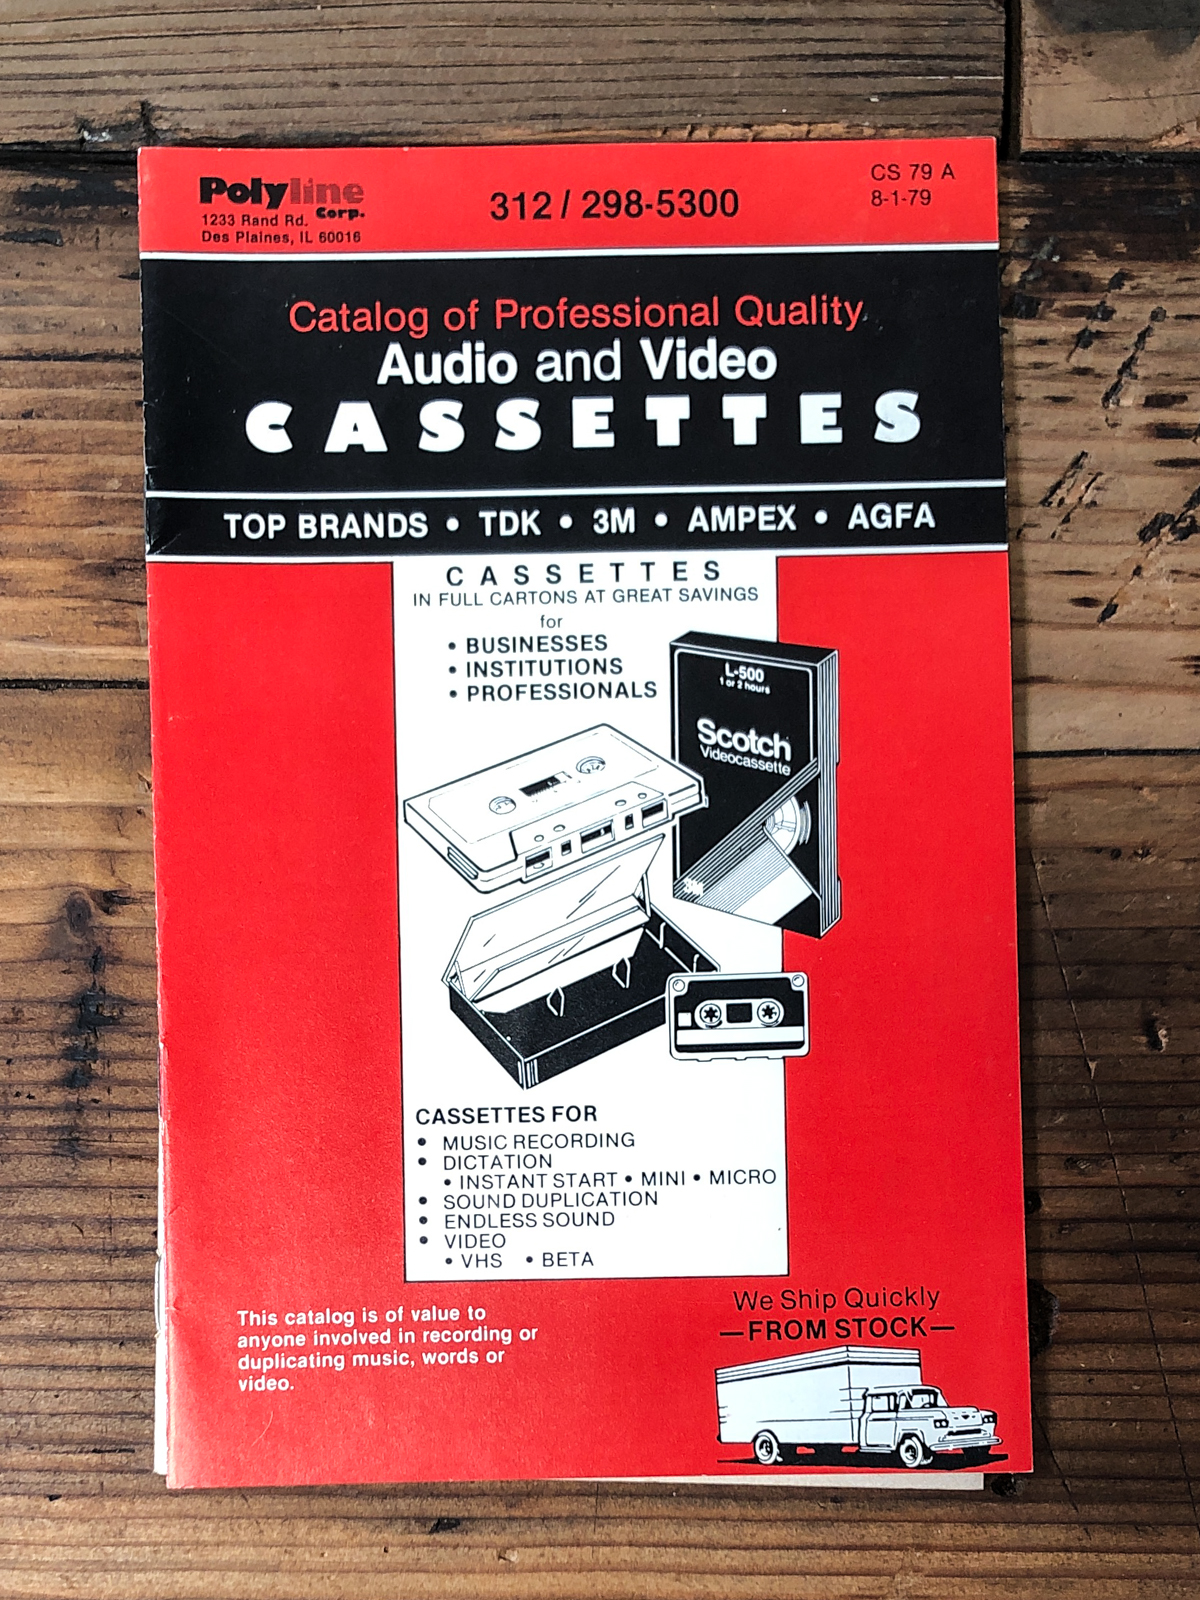 Polyline
Corp.
1233 Rand Rd.
Des Plaines, IL 60016
312 / 298-5300
CS 79 A
8-1-79
Catalog of Professional Quality
Audio and Video
CASSETTES
TOP BRANDS • TDK • 3M • AMPEX • AGFA
CASSETTES
IN FULL CARTONS AT GREAT SAVINGS
for
• BUSINESSES
• INSTITUTIONS
• PROFESSIONALS
L-500
1 or 2 hours
Scotch
Videocassette
3M
CASSETTES FOR
• MUSIC RECORDING
• DICTATION
• INSTANT START • MINI • MICRO
• SOUND DUPLICATION
• ENDLESS SOUND
• VIDEO
• VHS • BETA
This catalog is of value to
anyone involved in recording or
duplicating music, words or
video.
We Ship Quickly
—FROM STOCK—